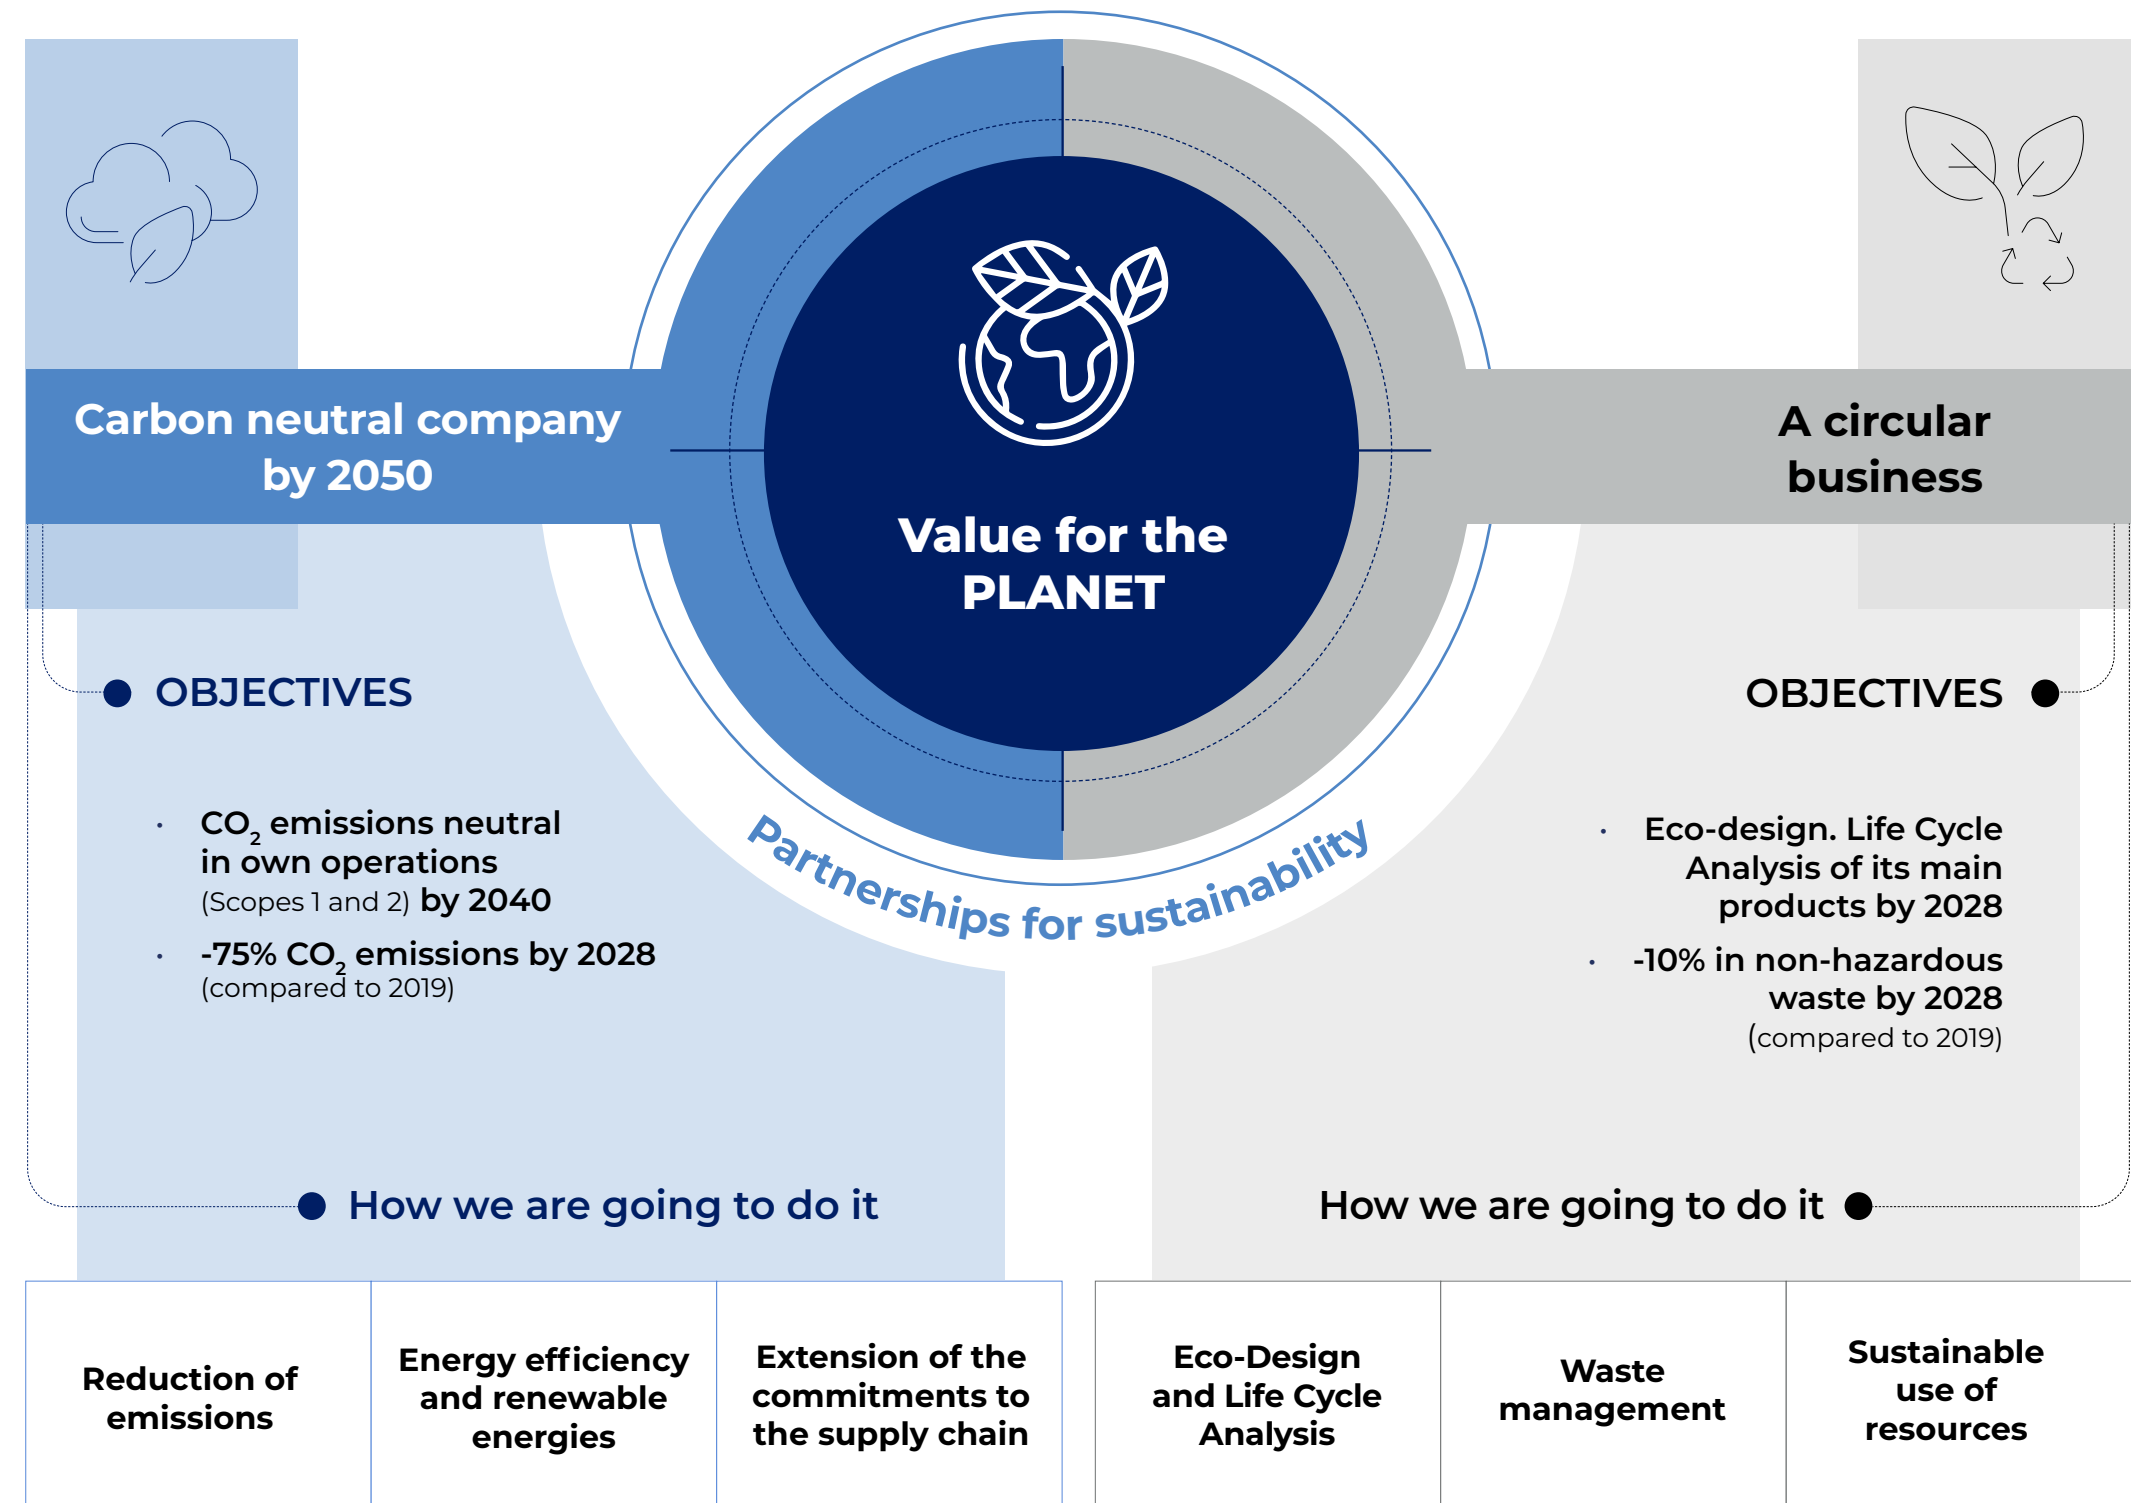 Value for the
PLANET
Partnerships for sustainability
Carbon neutral company
by 2050
OBJECTIVES
· CO₂ emissions neutral
in own operations
(Scopes 1 and 2) by 2040
· -75% CO₂ emissions by 2028
(compared to 2019)
How we are going to do it
Reduction of
emissions
Energy efficiency
and renewable
energies
Extension of the
commitments to
the supply chain
A circular
business
OBJECTIVES
· Eco-design. Life Cycle
Analysis of its main
products by 2028
· -10% in non-hazardous
waste by 2028
(compared to 2019)
How we are going to do it
Eco-Design
and Life Cycle
Analysis
Waste
management
Sustainable
use of
resources